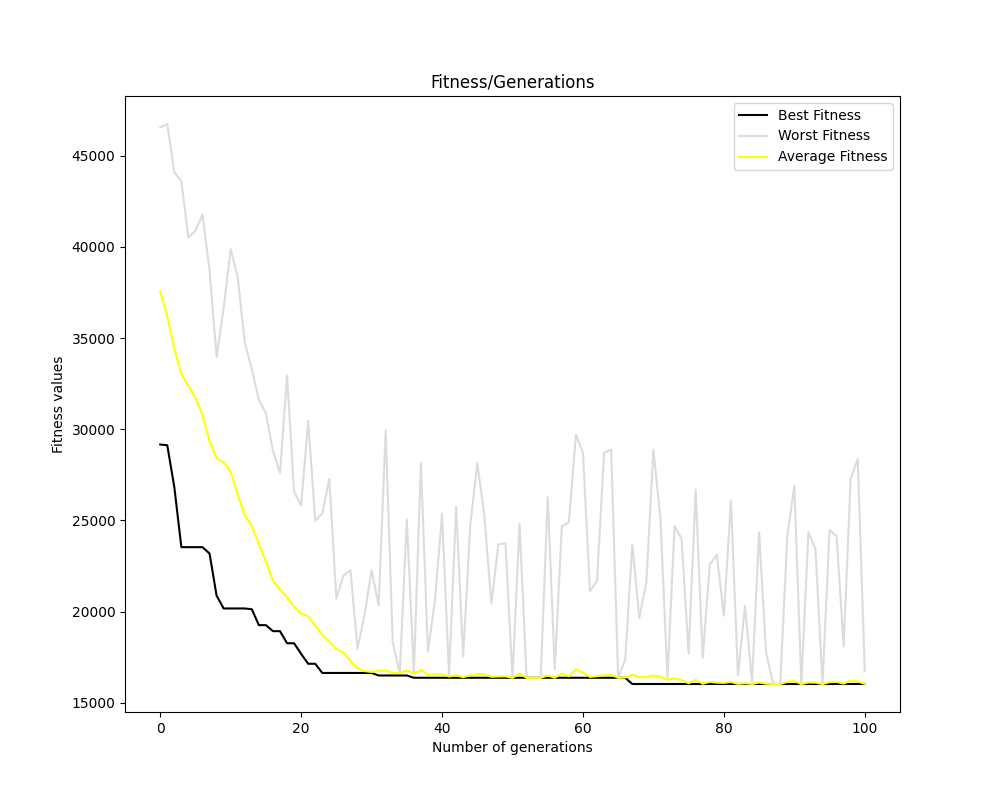 Fitness/Generations
Best Fitness
Worst Fitness
Average Fitness
45000
40000
35000
30000
25000
20000
15000
Fitness values
0 20 40 60 80 100
Number of generations